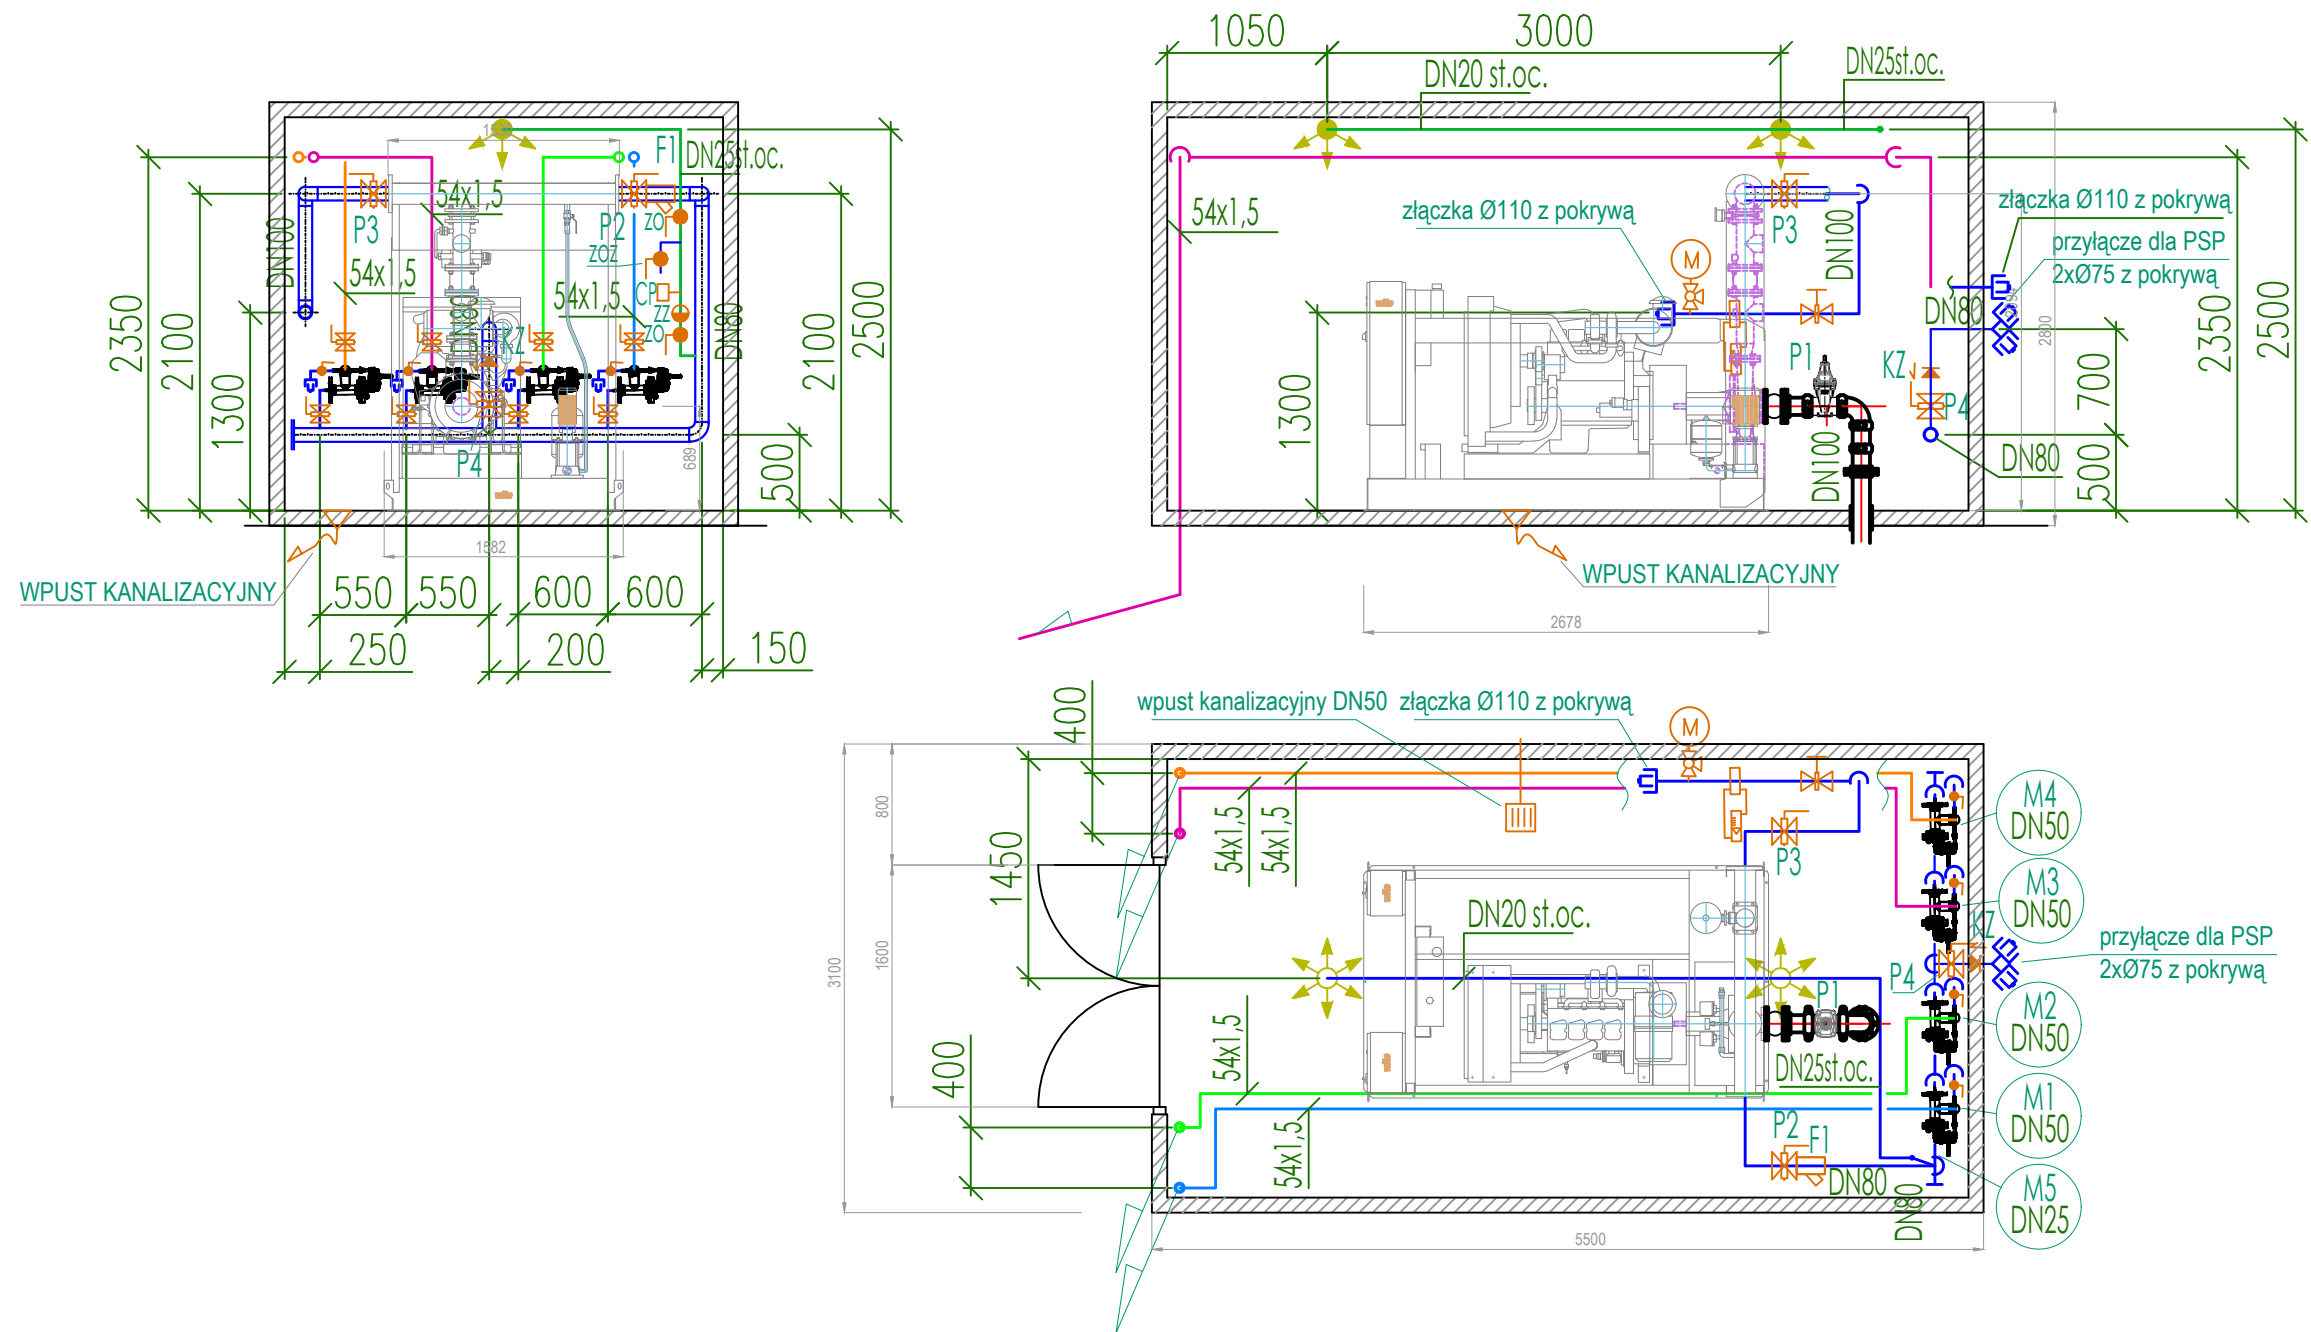 F1
DN25st.oc.
54x1,5
P3
P2
ZO
ZOZ
DN100
54x1,5
54x1,5
CP
ZZ
ZO
DN80
KZ
P4
2350
2100
1300
689
500
2100
2500
1582
WPUST KANALIZACYJNY
550
550
600
600
250
200
150
1050
3000
DN20 st.oc.
DN25st.oc.
54x1,5
złączka Ø110 z pokrywą
M
P3
DN100
złączka Ø110 z pokrywą
przyłącze dla PSP
2xØ75 z pokrywą
DN80
P1
KZ
P4
DN80
DN100
1300
700
500
2800
2350
2500
WPUST KANALIZACYJNY
2678
wpust kanalizacyjny DN50
złączka Ø110 z pokrywą
M
400
800
1450
1600
3100
400
54x1,5
54x1,5
P3
DN20 st.oc.
54x1,5
54x1,5
P1
DN25st.oc.
P2
F1
DN80
DN80
P4
KZ
M4
DN50
M3
DN50
przyłącze dla PSP
2xØ75 z pokrywą
M2
DN50
M1
DN50
M5
DN25
5500